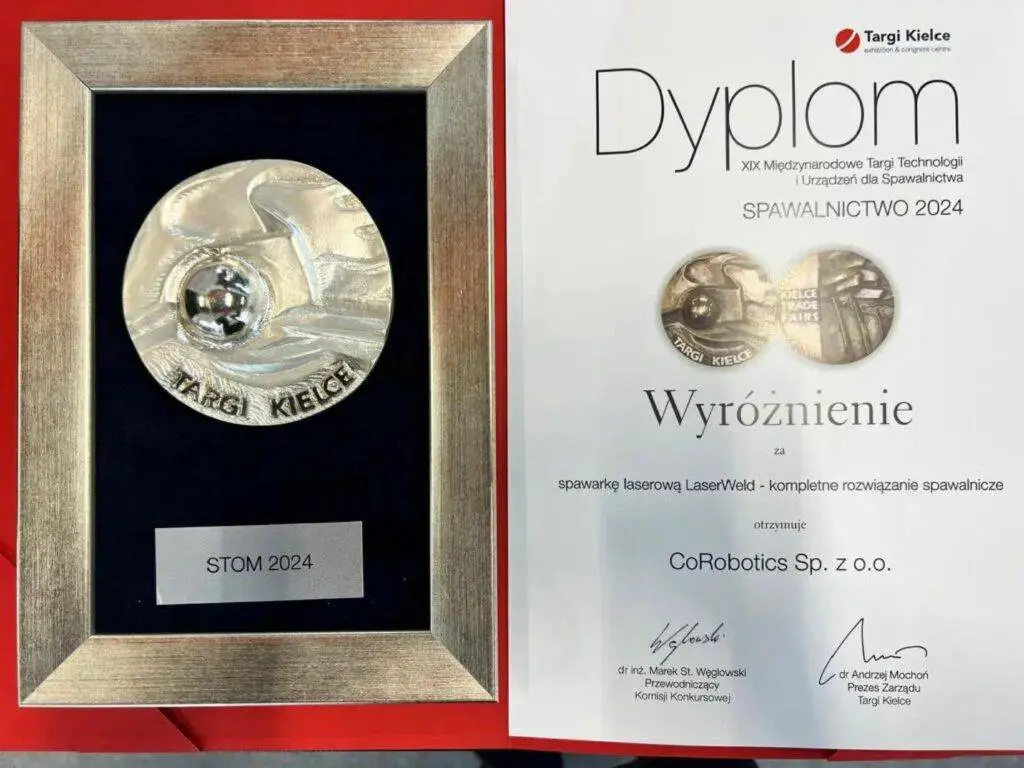 TARGI KIELCE
STOM 2024
Targi Kielce
exhibition & congress centre
Dyplom
XIX Międzynarodowe Targi Technologii
i Urządzeń dla Spawalnictwa
SPAWALNICTWO 2024
KIELCE
TRADE
FAIRS
TARGI KIELCE
Wyróżnienie
za
spawarkę laserową LaserWeld - kompletne rozwiązanie spawalnicze
otrzymuje
CoRobotics Sp. z o.o.
dr inż. Marek St. Węglowski
Przewodniczący
Komisji Konkursowej
dr Andrzej Mochoń
Prezes Zarządu
Targi Kielce